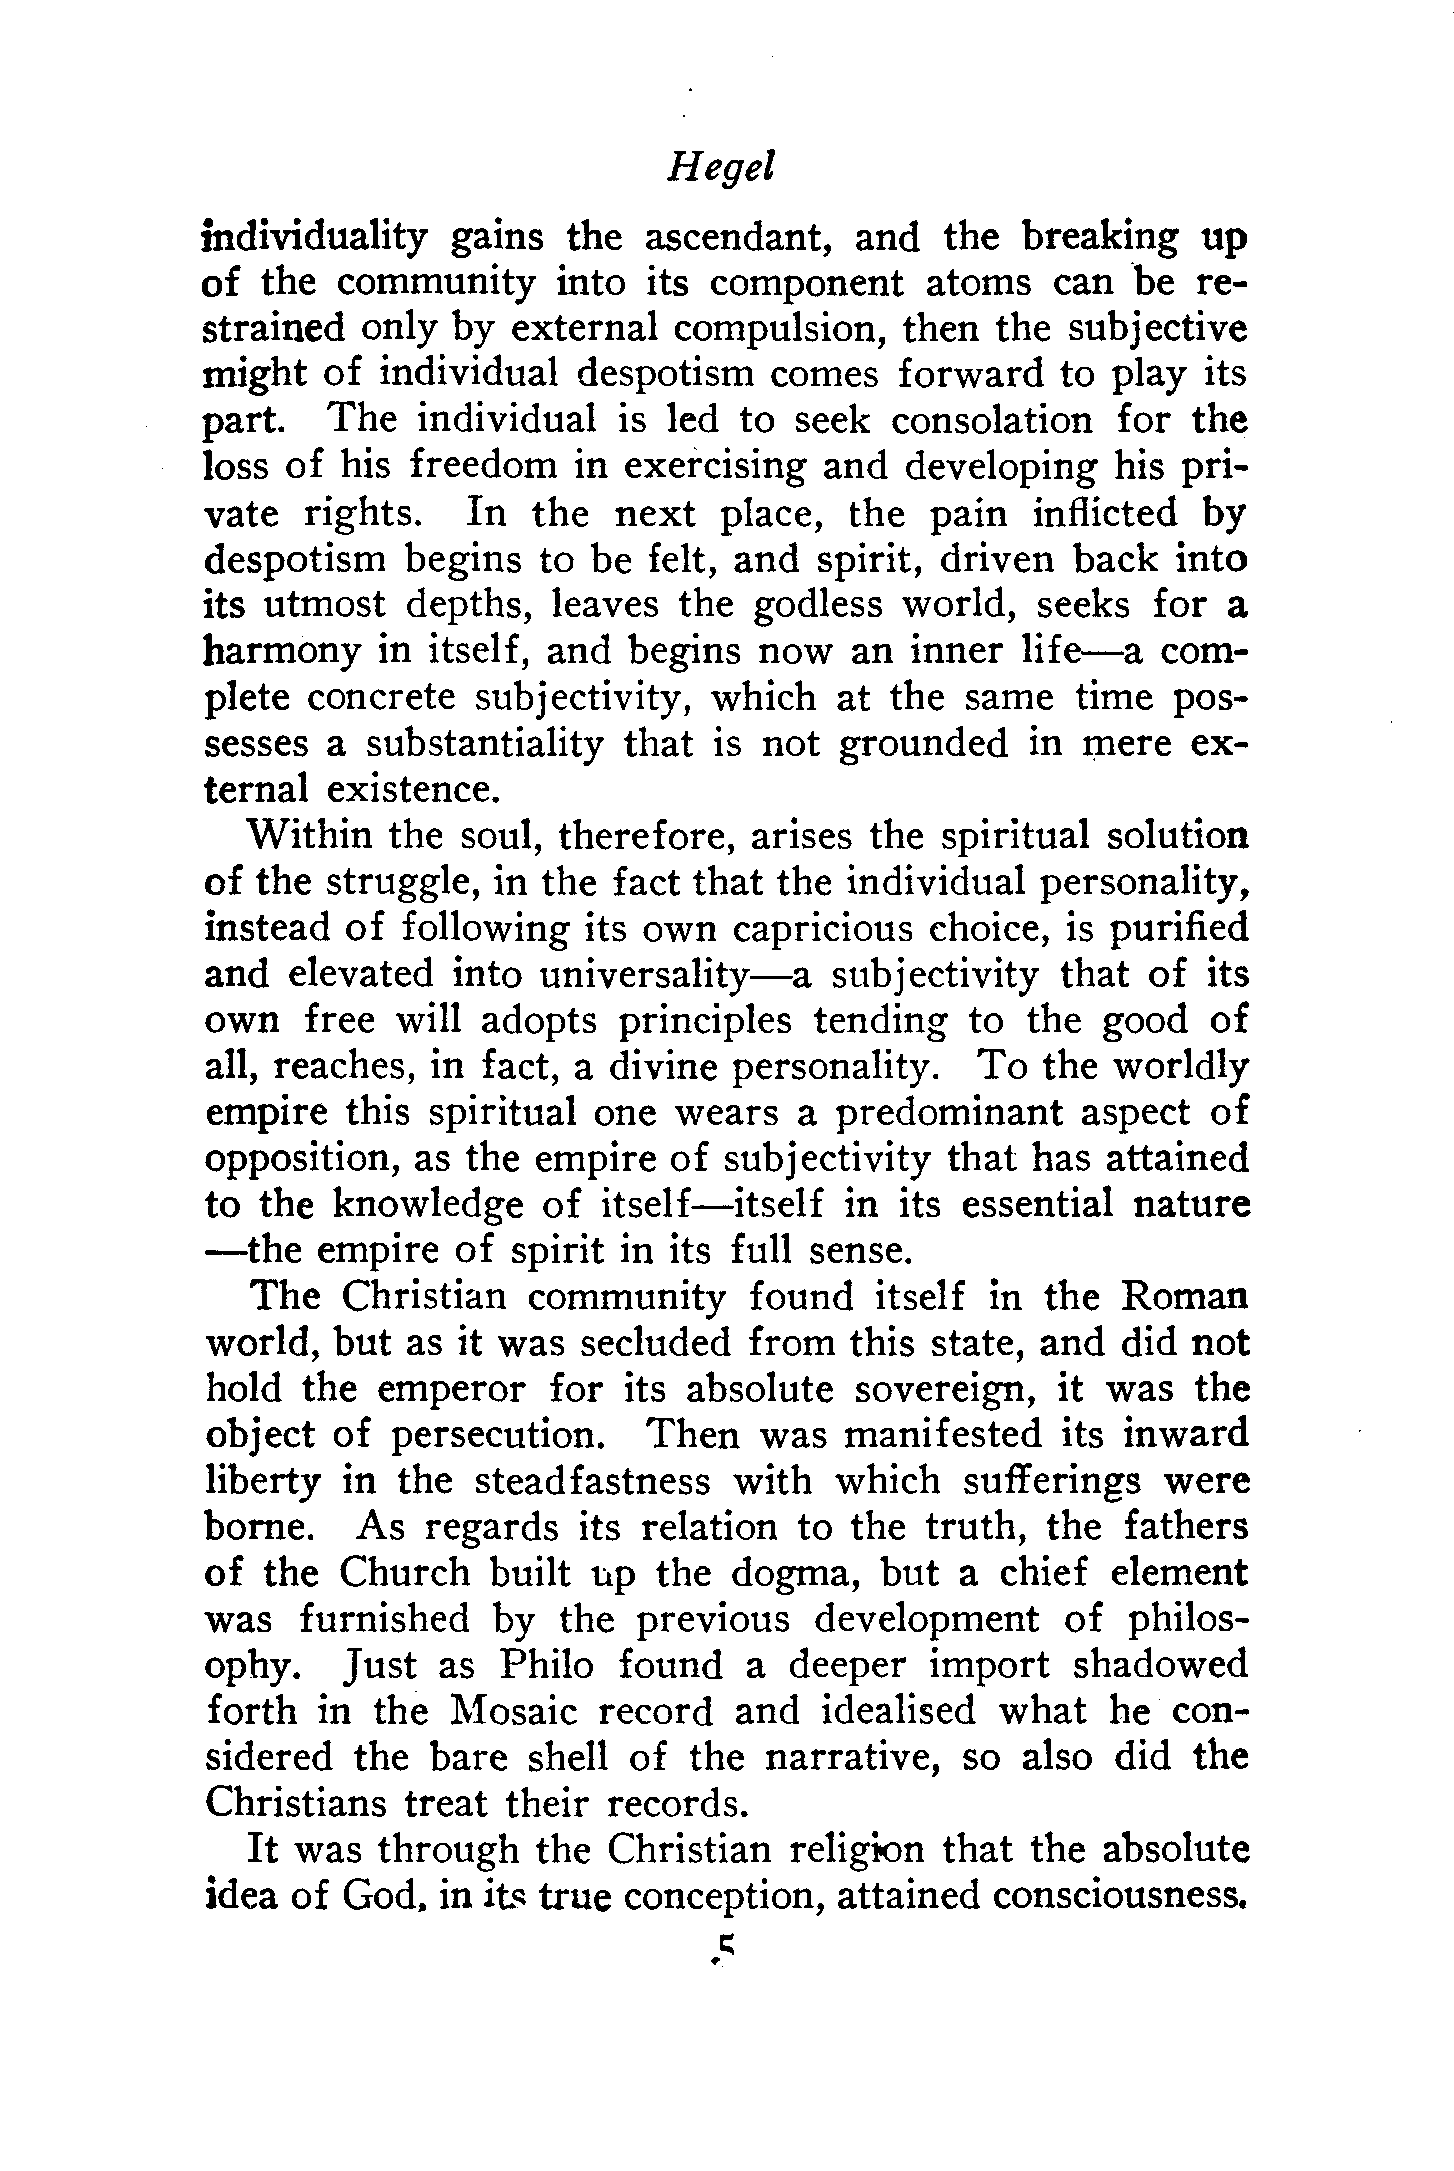 Hegel
individuality gains the ascendant, and the breaking up
of the community into its component atoms can be re-
strained only by external compulsion, then the subjective
might of individual despotism comes forward to play its
part. The individual is led to seek consolation for the
loss of his freedom in exercising and developing his pri-
vate rights. In the next place, the pain inflicted by
despotism begins to be felt, and spirit, driven back into
its utmost depths, leaves the godless world, seeks for a
harmony in itself, and begins now an inner life—a com-
plete concrete subjectivity, which at the same time pos-
sesses a substantiality that is not grounded in mere ex-
ternal existence.
Within the soul, therefore, arises the spiritual solution
of the struggle, in the fact that the individual personality,
instead of following its own capricious choice, is purified
and elevated into universality—a subjectivity that of its
own free will adopts principles tending to the good of
all, reaches, in fact, a divine personality. To the worldly
empire this spiritual one wears a predominant aspect of
opposition, as the empire of subjectivity that has attained
to the knowledge of itself—itself in its essential nature
—the empire of spirit in its full sense.
The Christian community found itself in the Roman
world, but as it was secluded from this state, and did not
hold the emperor for its absolute sovereign, it was the
object of persecution. Then was manifested its inward
liberty in the steadfastness with which sufferings were
borne. As regards its relation to the truth, the fathers
of the Church built up the dogma, but a chief element
was furnished by the previous development of philos-
ophy. Just as Philo found a deeper import shadowed
forth in the Mosaic record and idealised what he con-
sidered the bare shell of the narrative, so also did the
Christians treat their records.
It was through the Christian religion that the absolute
idea of God, in its true conception, attained consciousness.
5